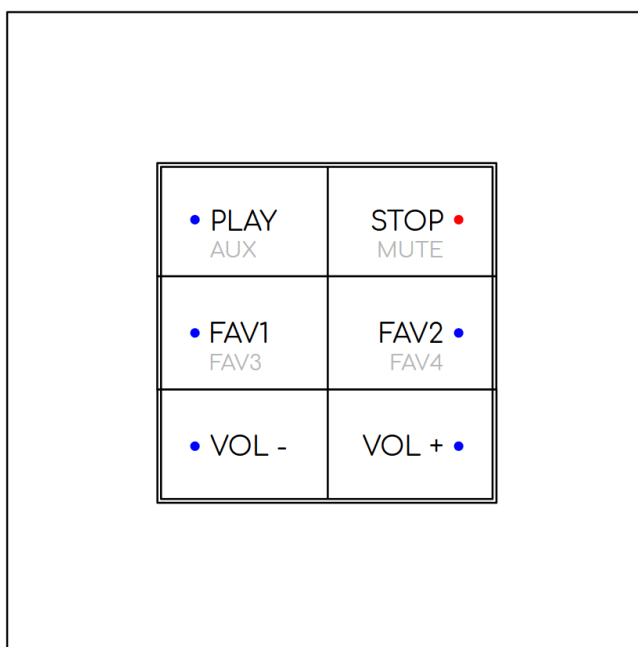 PLAY
AUX
STOP
MUTE
FAV1
FAV3
FAV2
FAV4
VOL -
VOL +